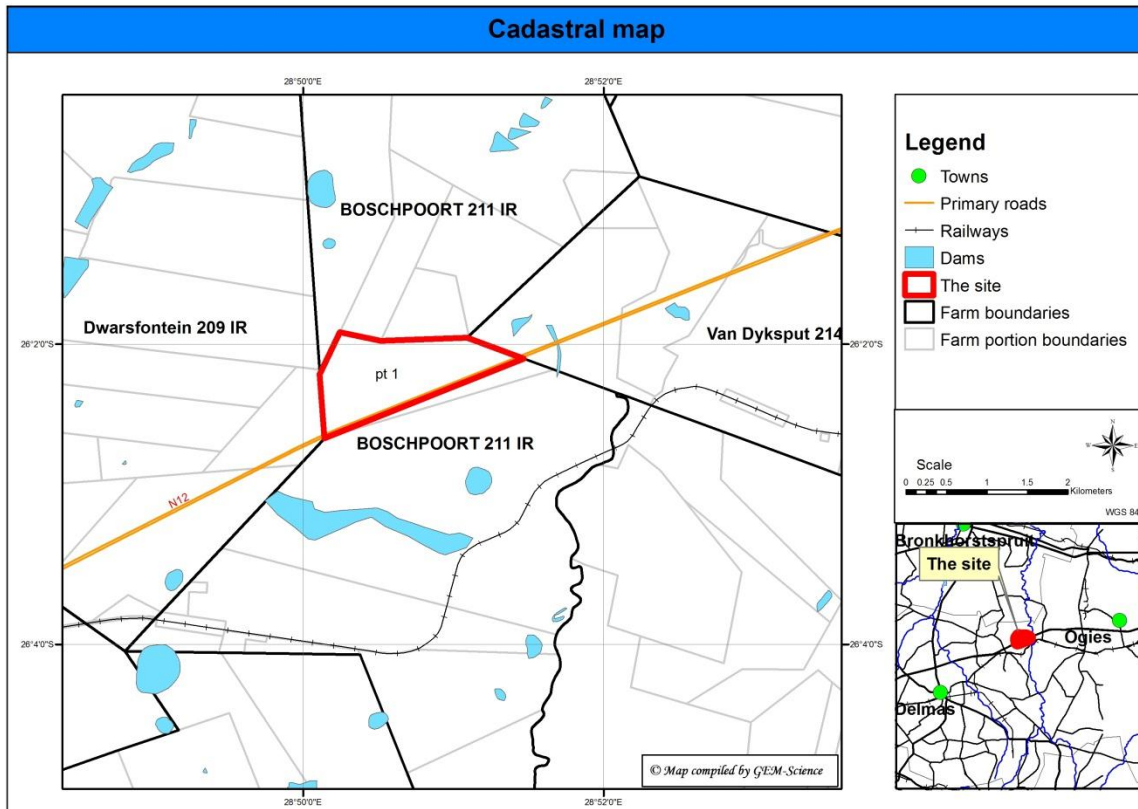 Cadastral map
28°50'0"E
28°52'0"E
BOSCHPOORT 211 IR
Dwarsfontein 209 IR
Van Dyksput 214
26°2'0"S
26°2'0"S
pt 1
BOSCHPOORT 211 IR
N12
26°4'0"S
26°4'0"S
© Map compiled by GEM-Science
28°50'0"E
28°52'0"E
Legend
Towns
Primary roads
Railways
Dams
The site
Farm boundaries
Farm portion boundaries
N
W E
S
Scale
0 0.25 0.5 1 1.5 2
Kilometers
WGS 84
Bronkhorstspruit
The site
Ogies
Delmas